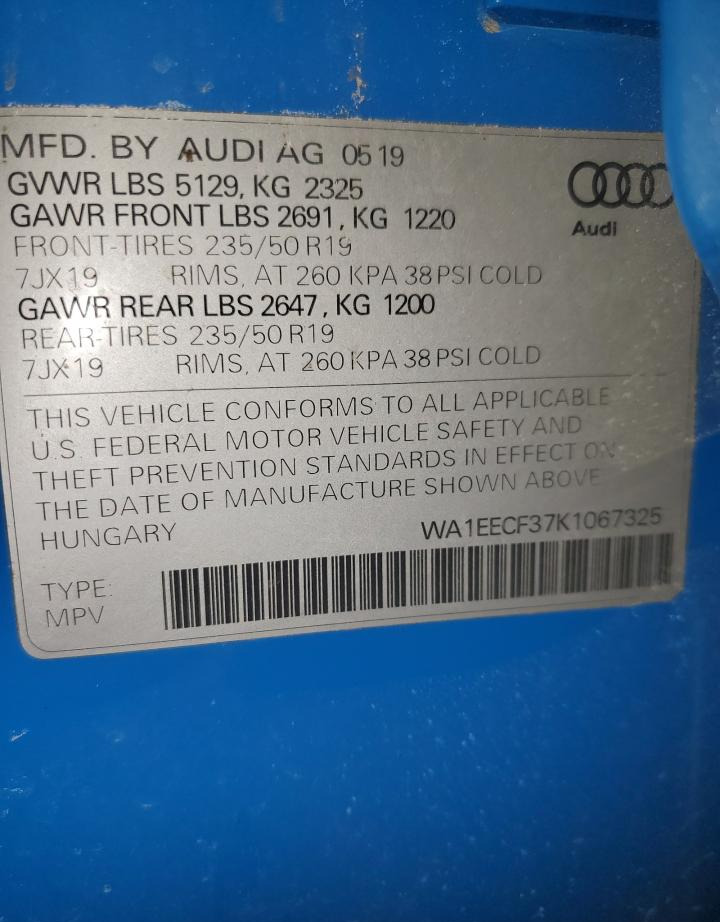 MFD. BY AUDI AG 05 19
GVWR LBS 5129, KG 2325
GAWR FRONT LBS 2691, KG 1220
FRONT-TIRES 235/50 R19
7JX19 RIMS, AT 260 KPA 38 PSI COLD
GAWR REAR LBS 2647, KG 1200
REAR-TIRES 235/50 R19
7JX19 RIMS, AT 260 KPA 38 PSI COLD
Audi
THIS VEHICLE CONFORMS TO ALL APPLICABLE
U.S. FEDERAL MOTOR VEHICLE SAFETY AND
THEFT PREVENTION STANDARDS IN EFFECT ON
THE DATE OF MANUFACTURE SHOWN ABOVE
HUNGARY WA1EECF37K1067325
TYPE:
MPV